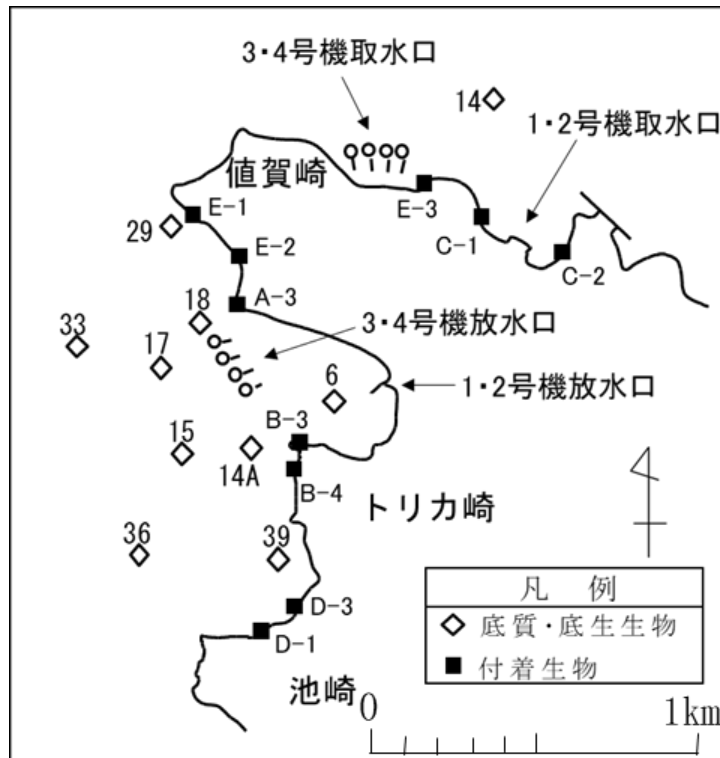 3・4号機取水口
14
1・2号機取水口
値賀崎
E-1
E-3
29
C-1
E-2
C-2
A-3
18
33
3・4号機放水口
17
6
1・2号機放水口
B-3
15
14A
B-4
トリカ崎
36
39
凡 例
D-3
底質・底生生物
D-1
付着生物
池崎
0
1km